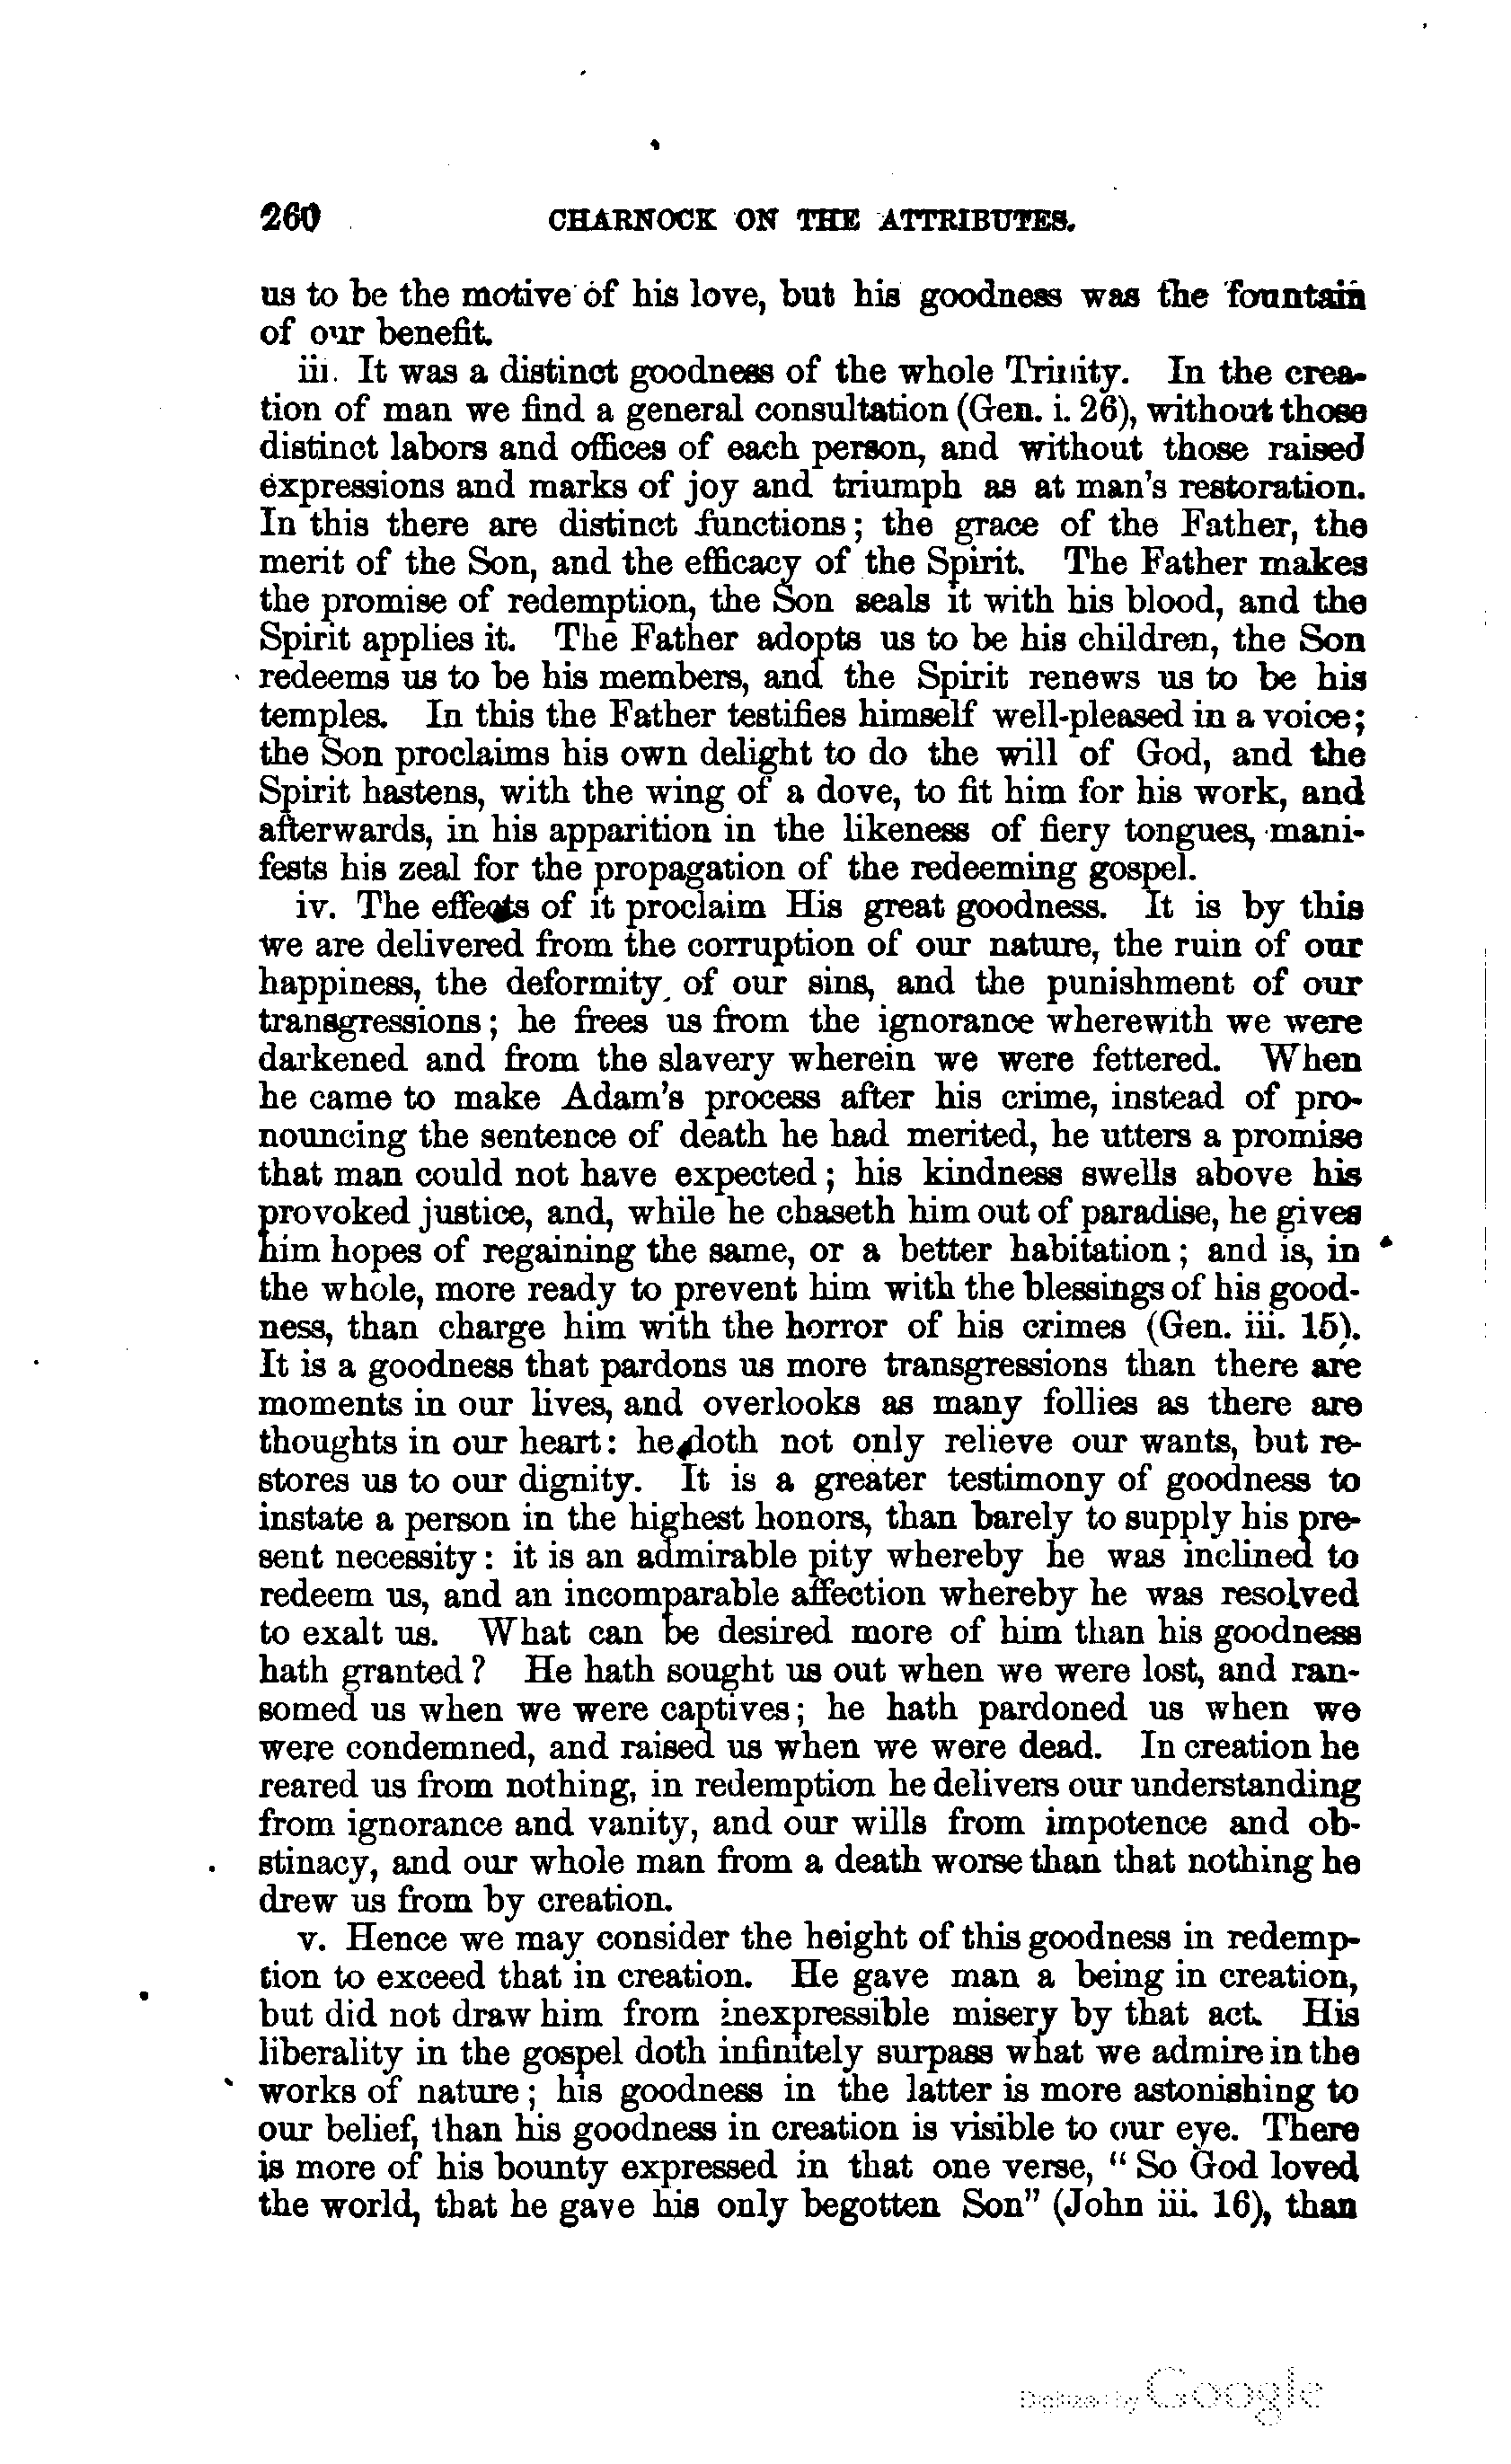 260 CHARNOCK ON THE ATTRIBUTES.
us to be the motive of his love, but his goodness was the fountain
of our benefit.
iii. It was a distinct goodness of the whole Trinity. In the crea-
tion of man we find a general consultation (Gen. i. 26), without those
distinct labors and offices of each person, and without those raised
expressions and marks of joy and triumph as at man's restoration.
In this there are distinct functions; the grace of the Father, the
merit of the Son, and the efficacy of the Spirit. The Father makes
the promise of redemption, the Son seals it with his blood, and the
Spirit applies it. The Father adopts us to be his children, the Son
redeems us to be his members, and the Spirit renews us to be his
temples. In this the Father testifies himself well-pleased in a voice;
the Son proclaims his own delight to do the will of God, and the
Spirit hastens, with the wing of a dove, to fit him for his work, and
afterwards, in his apparition in the likeness of fiery tongues, mani-
fests his zeal for the propagation of the redeeming gospel.
iv. The effects of it proclaim His great goodness. It is by this
we are delivered from the corruption of our nature, the ruin of our
happiness, the deformity of our sins, and the punishment of our
transgressions; he frees us from the ignorance wherewith we were
darkened and from the slavery wherein we were fettered. When
he came to make Adam's process after his crime, instead of pro-
nouncing the sentence of death he had merited, he utters a promise
that man could not have expected; his kindness swells above his
provoked justice, and, while he chaseth him out of paradise, he gives
him hopes of regaining the same, or a better habitation; and is, in
the whole, more ready to prevent him with the blessings of his good-
ness, than charge him with the horror of his crimes (Gen. iii. 15).
It is a goodness that pardons us more transgressions than there are
moments in our lives, and overlooks as many follies as there are
thoughts in our heart: he doth not only relieve our wants, but re-
stores us to our dignity. It is a greater testimony of goodness to
instate a person in the highest honors, than barely to supply his pre-
sent necessity: it is an admirable pity whereby he was inclined to
redeem us, and an incomparable affection whereby he was resolved
to exalt us. What can be desired more of him than his goodness
hath granted? He hath sought us out when we were lost, and ran-
somed us when we were captives; he hath pardoned us when we
were condemned, and raised us when we were dead. In creation he
reared us from nothing, in redemption he delivers our understanding
from ignorance and vanity, and our wills from impotence and ob-
stinacy, and our whole man from a death worse than that nothing he
drew us from by creation.
v. Hence we may consider the height of this goodness in redemp-
tion to exceed that in creation. He gave man a being in creation,
but did not draw him from inexpressible misery by that act. His
liberality in the gospel doth infinitely surpass what we admire in the
works of nature; his goodness in the latter is more astonishing to
our belief, than his goodness in creation is visible to our eye. There
is more of his bounty expressed in that one verse, "So God loved
the world, that he gave his only begotten Son" (John iii. 16), than
Digitized by Google